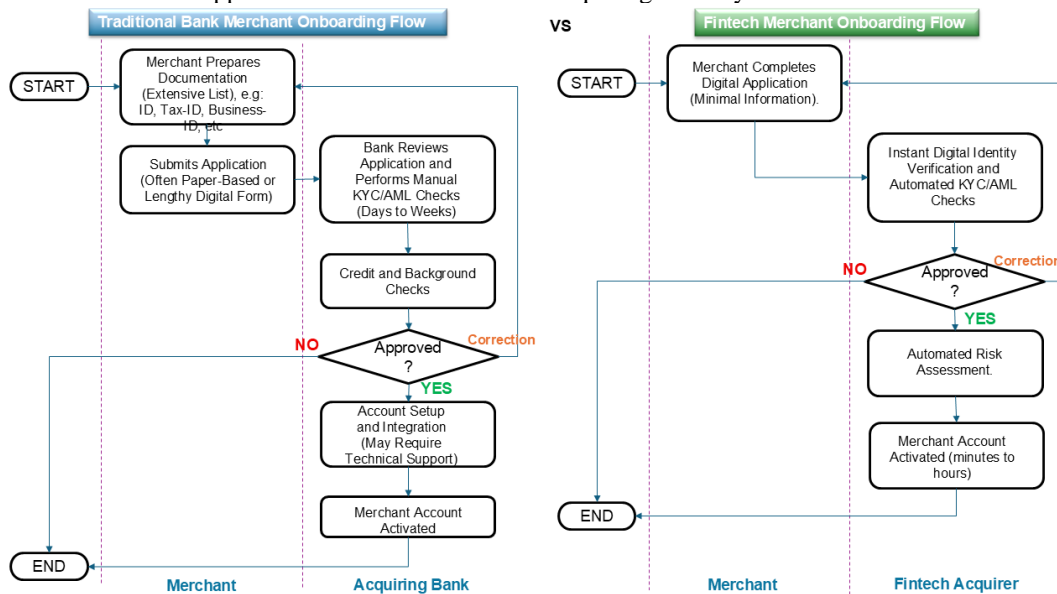 Traditional Bank Merchant Onboarding Flow
START
Merchant Prepares
Documentation
(Extensive List), e.g:
ID, Tax-ID, Business-
ID, etc
Submits Application
(Often Paper-Based or
Lengthy Digital Form)
Bank Reviews
Application and
Performs Manual
KYC/AML Checks
(Days to Weeks)
Credit and Background
Checks
Approved
?
NO
Correction
YES
Account Setup
and Integration
(May Require
Technical Support)
Merchant Account
Activated
END
Merchant
Acquiring Bank
VS
Fintech Merchant Onboarding Flow
START
Merchant Completes
Digital Application
(Minimal Information).
Instant Digital Identity
Verification and
Automated KYC/AML
Checks
Approved
?
NO
Correction
YES
Automated Risk
Assessment.
Merchant Account
Activated (minutes to
hours)
END
Merchant
Fintech Acquirer